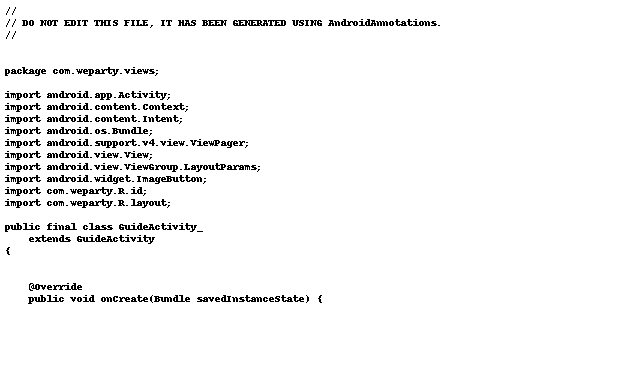 //
// DO NOT EDIT THIS FILE, IT HAS BEEN GENERATED USING AndroidAnnotations.
//
package com.weparty.views;
import android.app.Activity;
import android.content.Context;
import android.content.Intent;
import android.os.Bundle;
import android.support.v4.view.ViewPager;
import android.view.View;
import android.view.ViewGroup.LayoutParams;
import android.widget.ImageButton;
import com.weparty.R.id;
import com.weparty.R.layout;
public final class GuideActivity_
    extends GuideActivity
{
    @Override
    public void onCreate(Bundle savedInstanceState) {